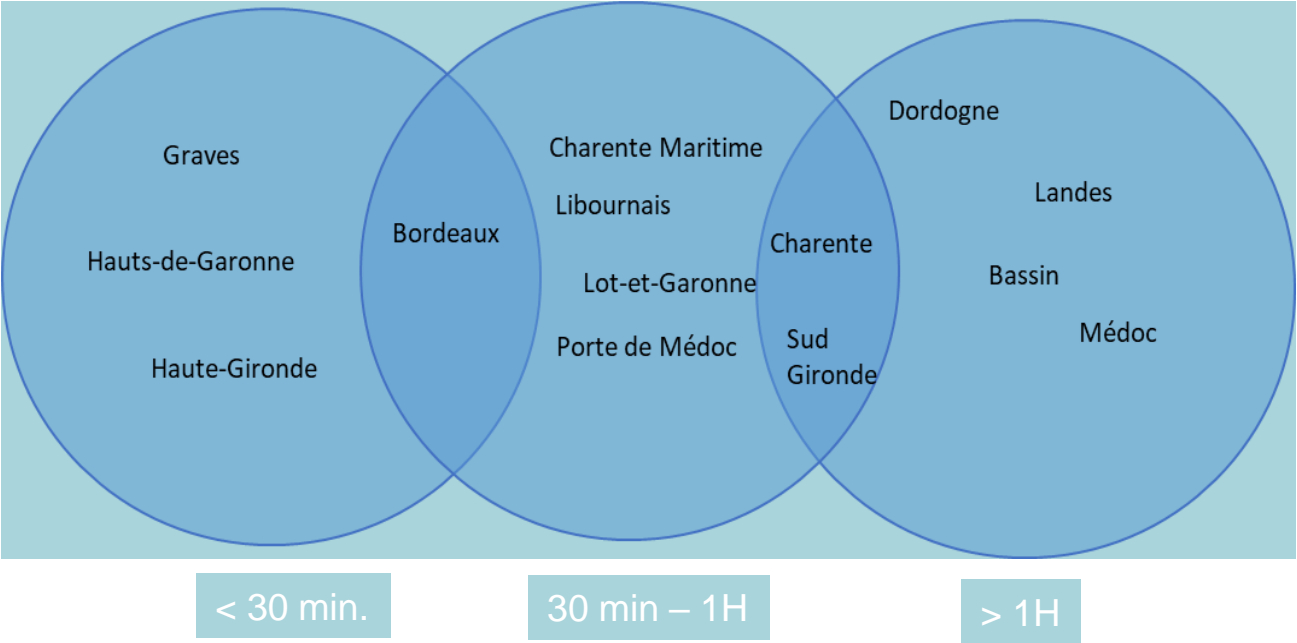 Graves
Hauts-de-Garonne
Haute-Gironde
Bordeaux
Charente Maritime
Libournais
Lot-et-Garonne
Porte de Médoc
Charente
Sud
Gironde
Dordogne
Landes
Bassin
Médoc
< 30 min.
30 min – 1H
> 1H